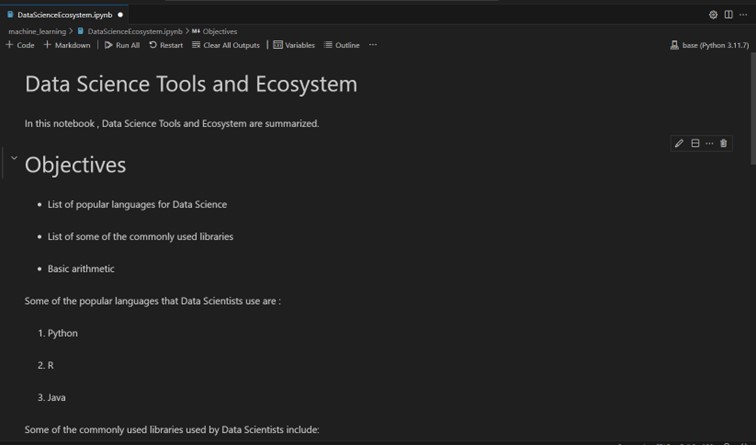 DataScienceEcosystem.ipynb
machine_learning > DataScienceEcosystem.ipynb > M↓ Objectives
+ Code + Markdown | Run All Restart Clear All Outputs | Variables Outline ... base (Python 3.11.7)
Data Science Tools and Ecosystem
In this notebook , Data Science Tools and Ecosystem are summarized.
Objectives
• List of popular languages for Data Science
• List of some of the commonly used libraries
• Basic arithmetic
Some of the popular languages that Data Scientists use are :
1. Python
2. R
3. Java
Some of the commonly used libraries used by Data Scientists include: